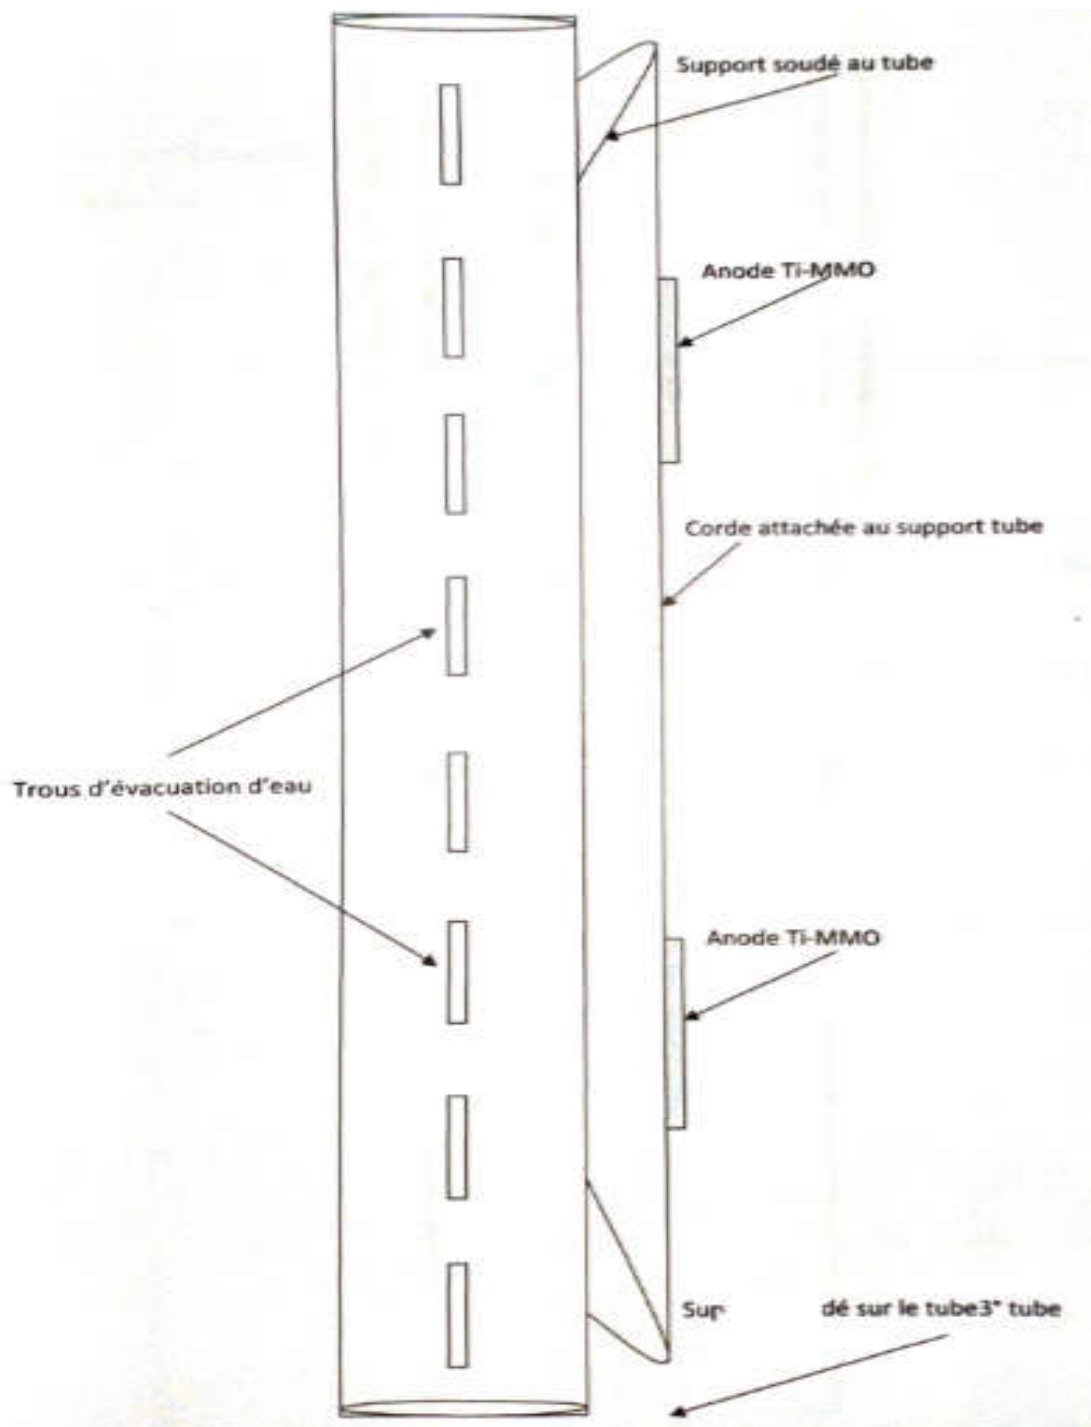 Support soudé au tube
Anode Ti-MMO
Corde attachée au support tube
Trous d'évacuation d'eau
Anode Ti-MMO
Sup dé sur le tube3" tube